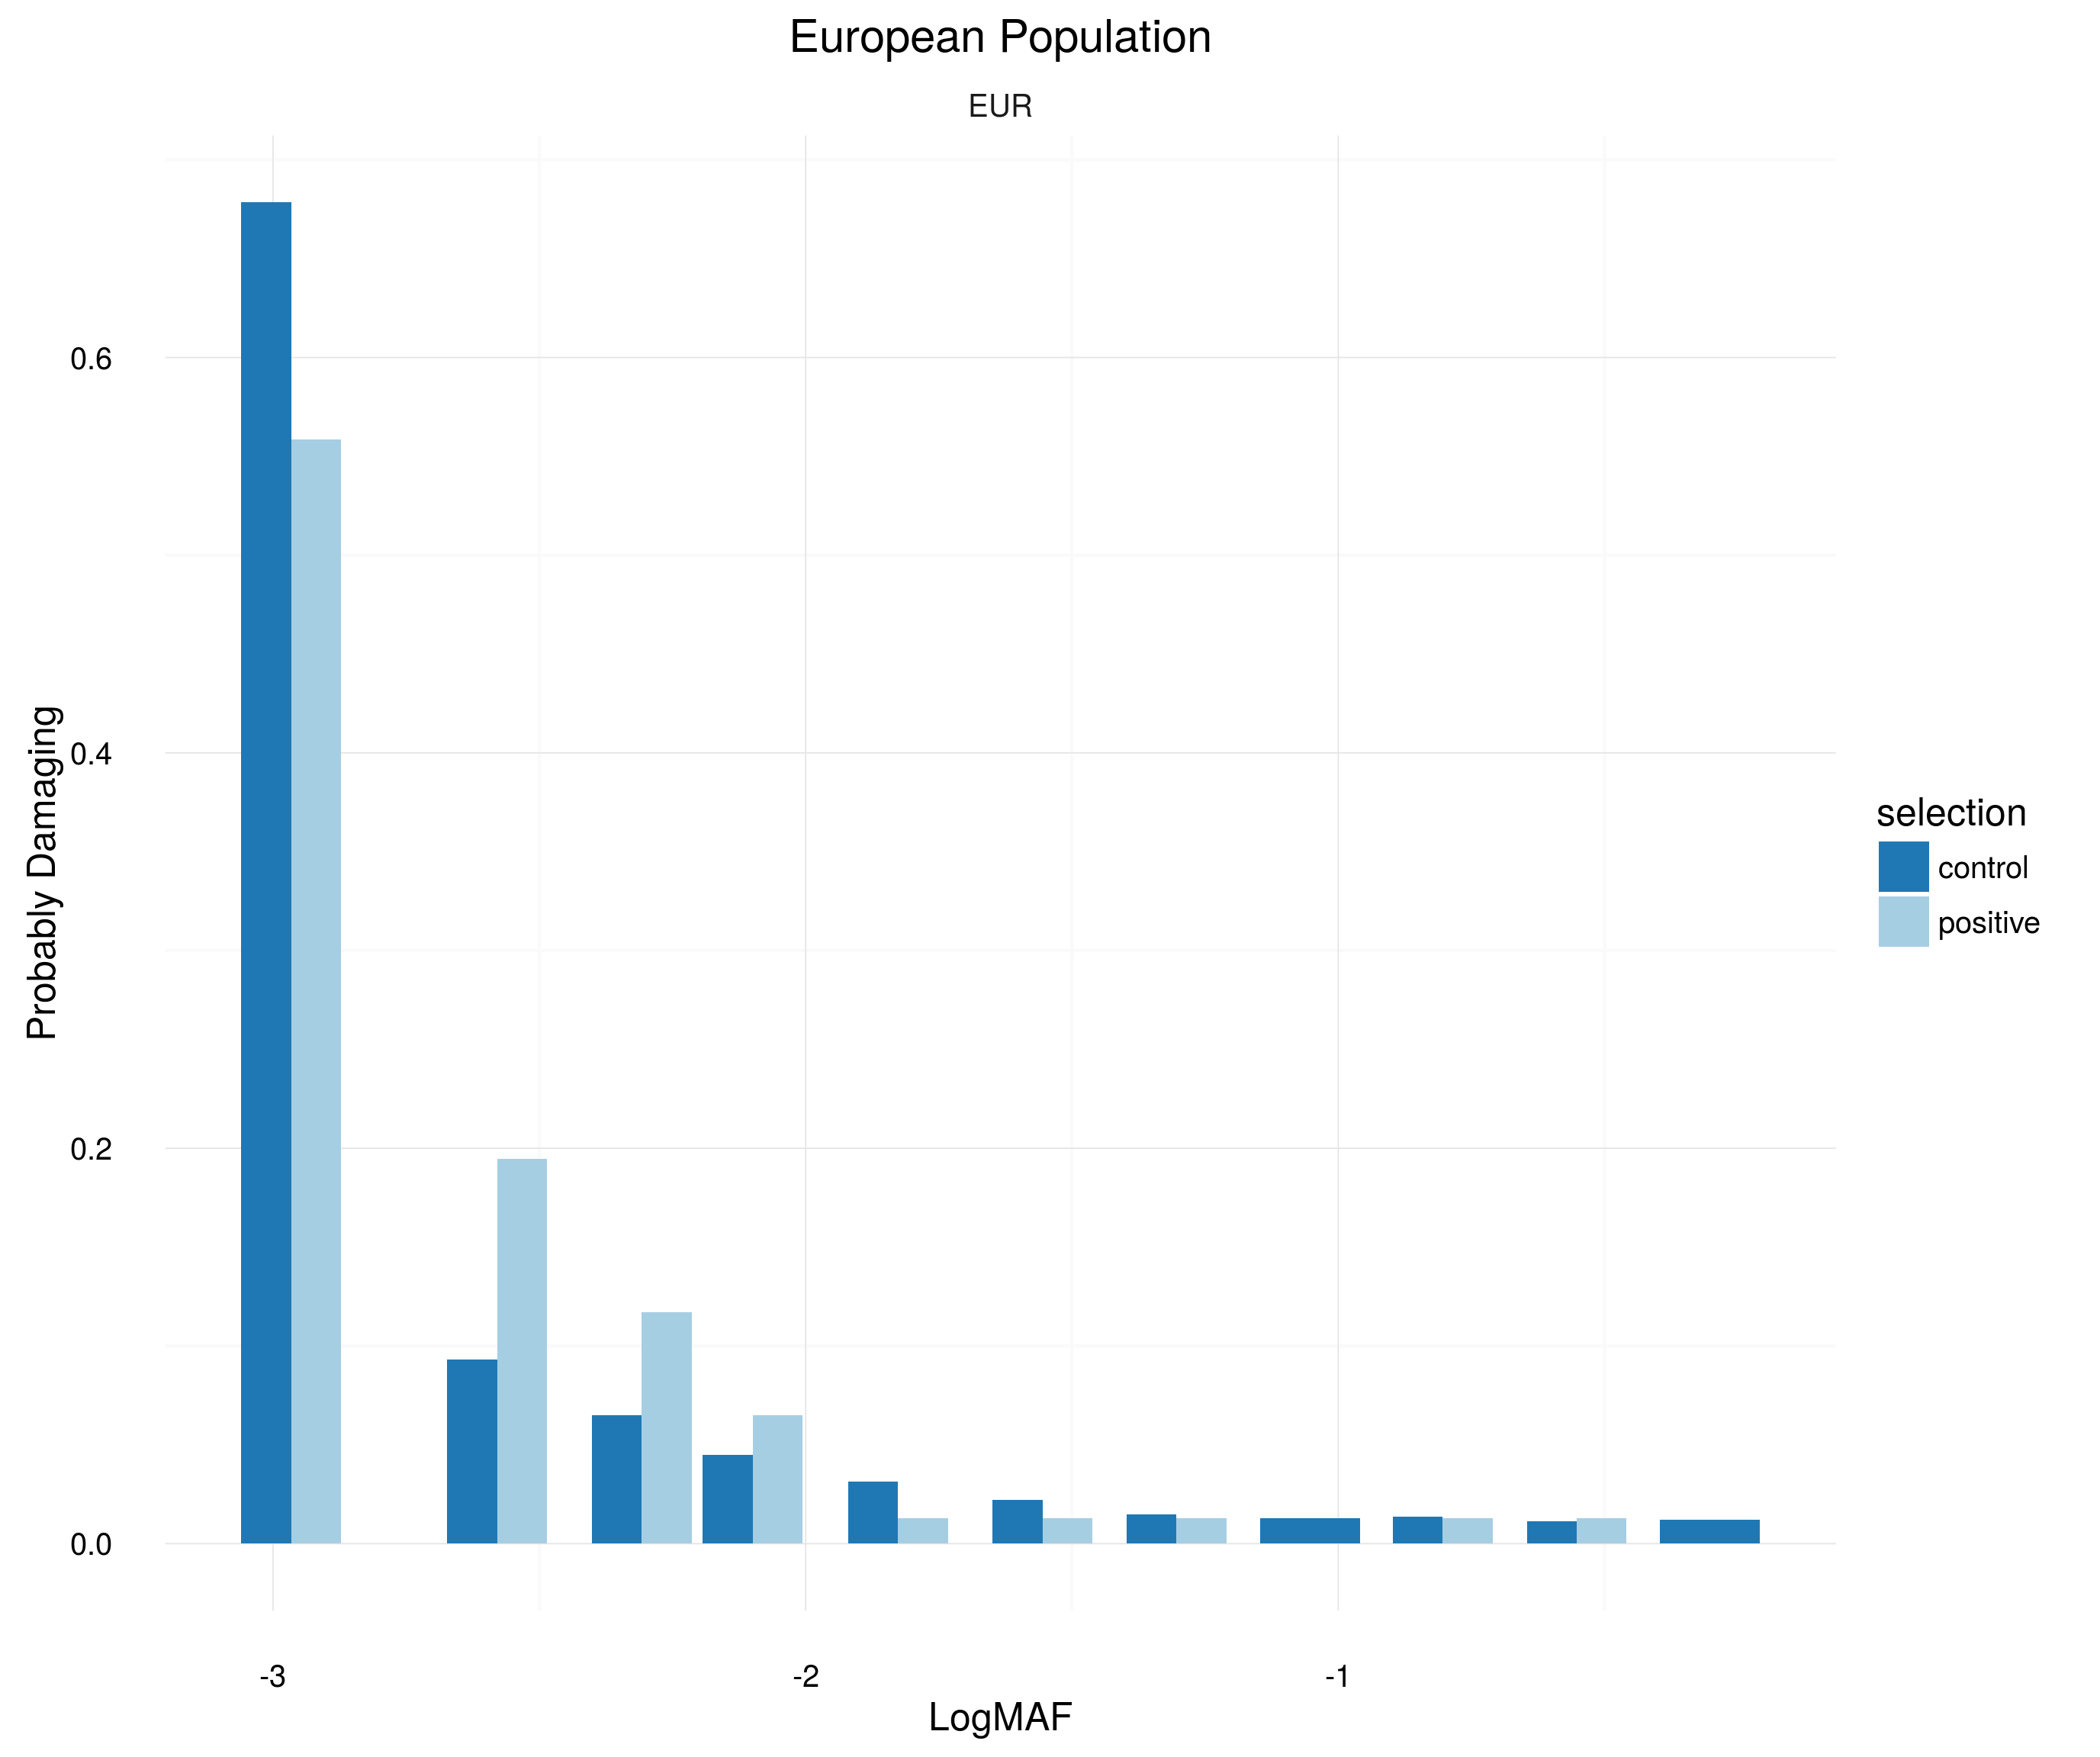 European Population
EUR
Probably Damaging
0.6
0.4
0.2
0.0
-3
-2
-1
LogMAF
selection
control
positive